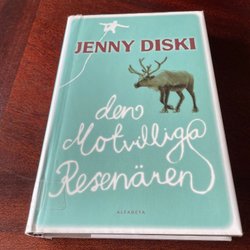 JENNY DISKI
den
Motvilliga
Resenären
ALFABETA